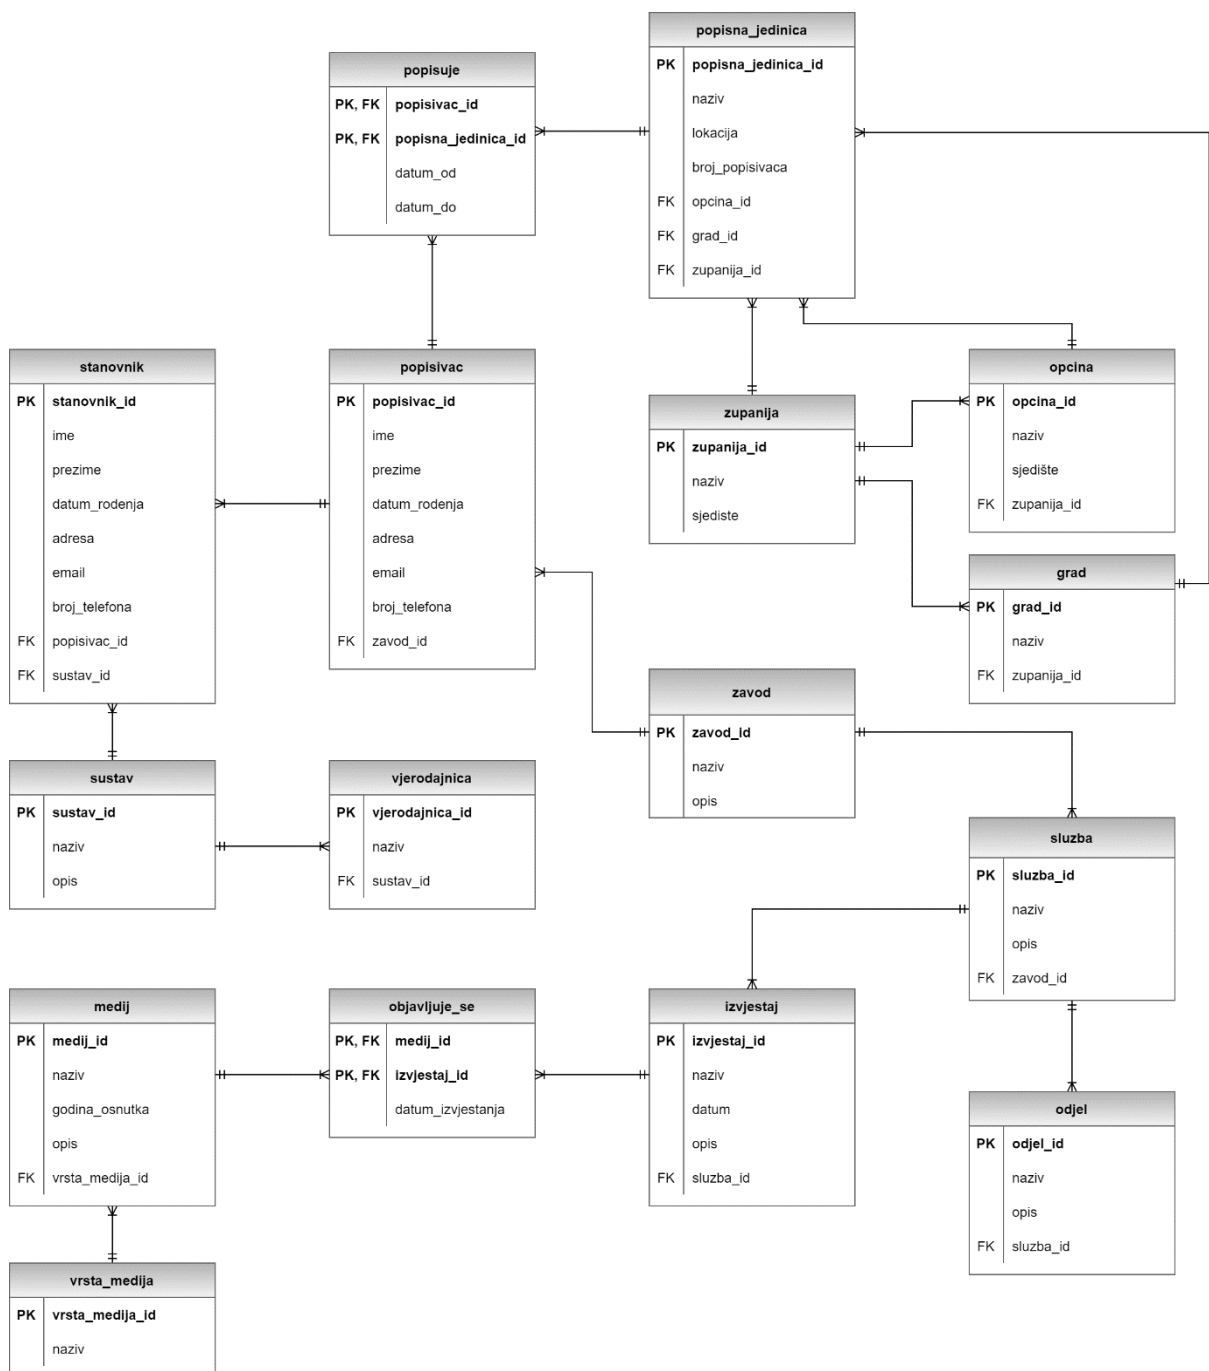 popisna_jedinica
PK popisna_jedinica_id
naziv
lokacija
broj_popisivaca
FK opcina_id
FK grad_id
FK zupanija_id
popisuje
PK, FK popisivac_id
PK, FK popisna_jedinica_id
datum_od
datum_do
stanovnik
PK stanovnik_id
ime
prezime
datum_rodenja
adresa
email
broj_telefona
FK popisivac_id
FK sustav_id
popisivac
PK popisivac_id
ime
prezime
datum_rodenja
adresa
email
broj_telefona
FK zavod_id
zupanija
PK zupanija_id
naziv
sjediste
opcina
PK opcina_id
naziv
sjedište
FK zupanija_id
grad
PK grad_id
naziv
FK zupanija_id
zavod
PK zavod_id
naziv
opis
sustav
PK sustav_id
naziv
opis
vjerodajnica
PK vjerodajnica_id
naziv
FK sustav_id
sluzba
PK sluzba_id
naziv
opis
FK zavod_id
medij
PK medij_id
naziv
godina_osnutka
opis
FK vrsta_medija_id
objavljuje_se
PK, FK medij_id
PK, FK izvjestaj_id
datum_izvjestanja
izvjestaj
PK izvjestaj_id
naziv
datum
opis
FK sluzba_id
odjel
PK odjel_id
naziv
opis
FK sluzba_id
vrsta_medija
PK vrsta_medija_id
naziv